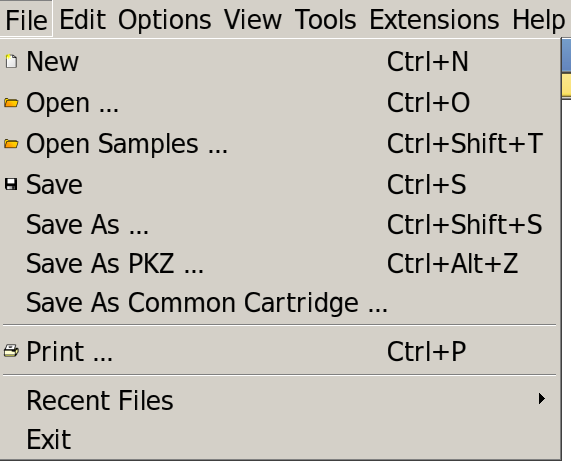 File Edit Options View Tools Extensions Help
New Ctrl+N
Open ... Ctrl+O
Open Samples ... Ctrl+Shift+T
Save Ctrl+S
Save As ... Ctrl+Shift+S
Save As PKZ ... Ctrl+Alt+Z
Save As Common Cartridge ...
Print ... Ctrl+P
Recent Files
Exit